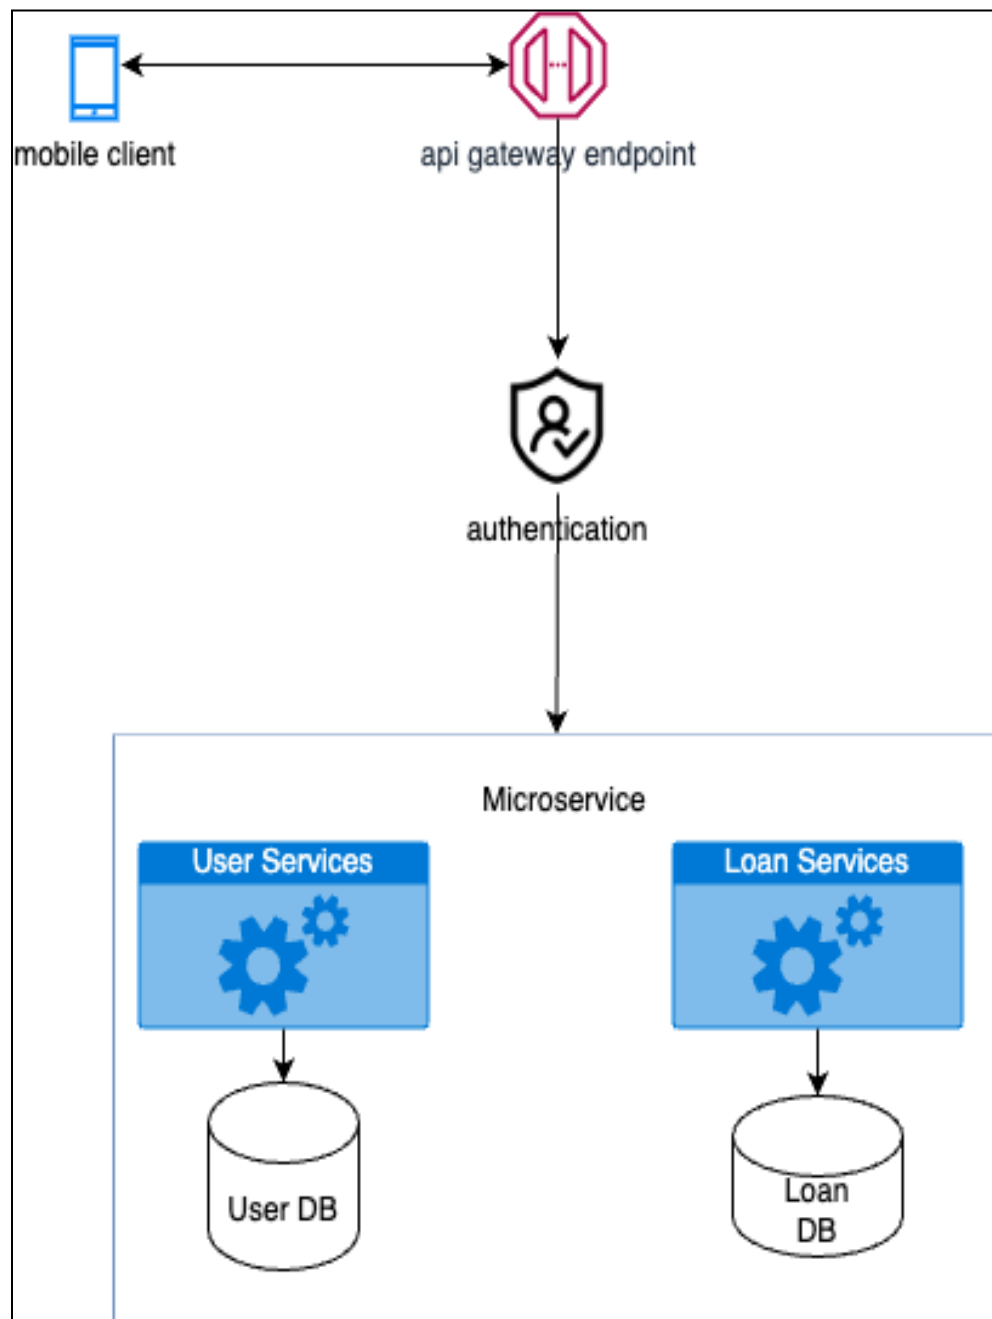 mobile client
api gateway endpoint
authentication
Microservice
User Services
Loan Services
User DB
Loan
DB